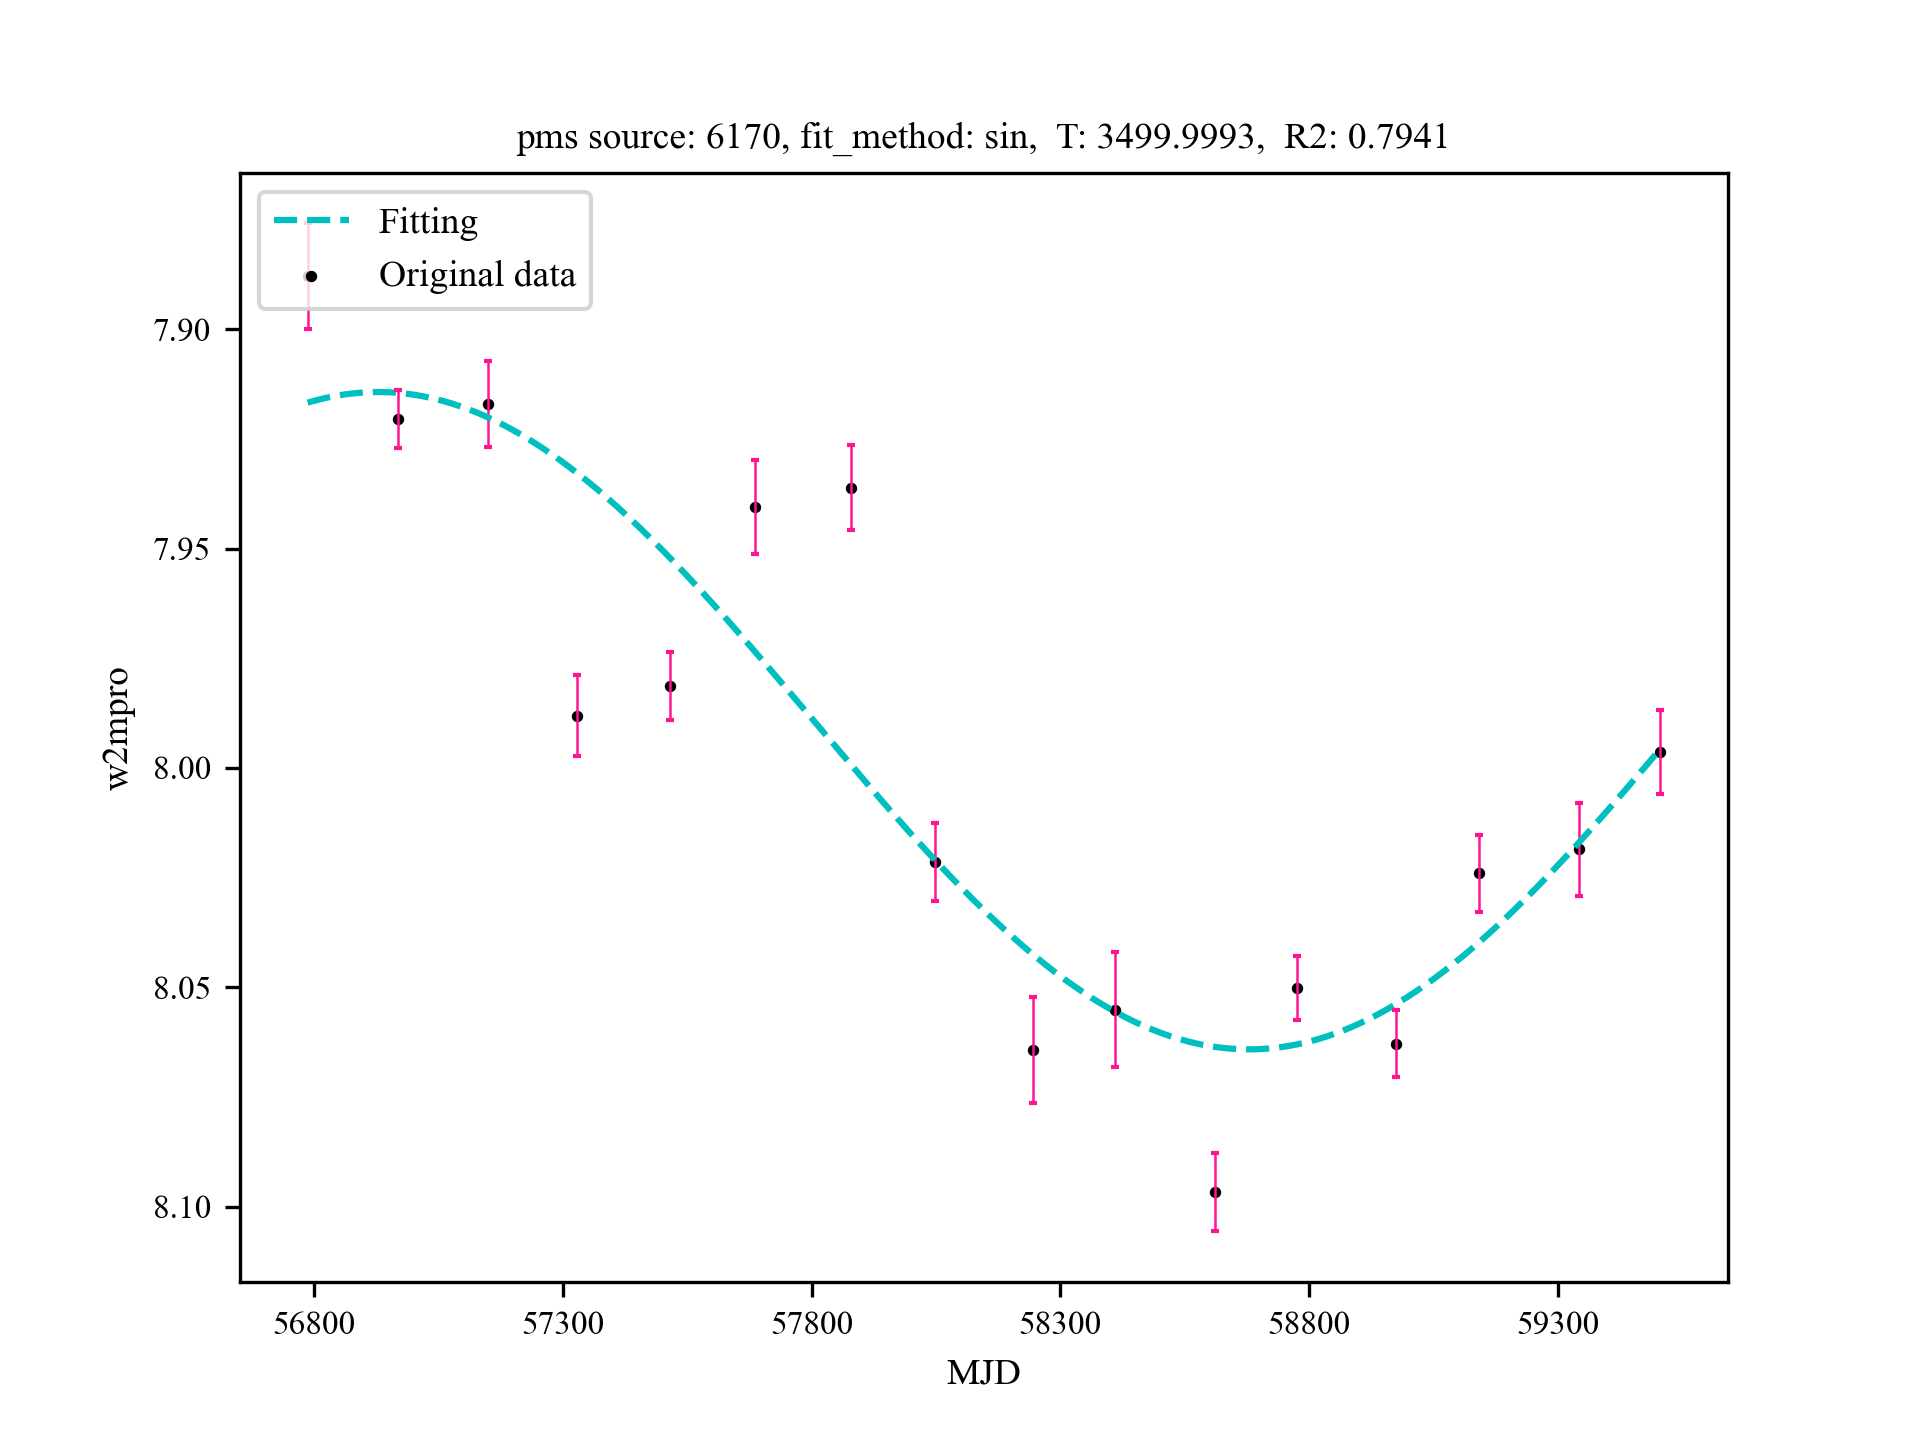 pms source: 6170, fit_method: sin, T: 3499.9993, R2: 0.7941
Fitting
Original data
7.90
7.95
8.00
8.05
8.10
w2mpro
56800
57300
57800
58300
58800
59300
MJD